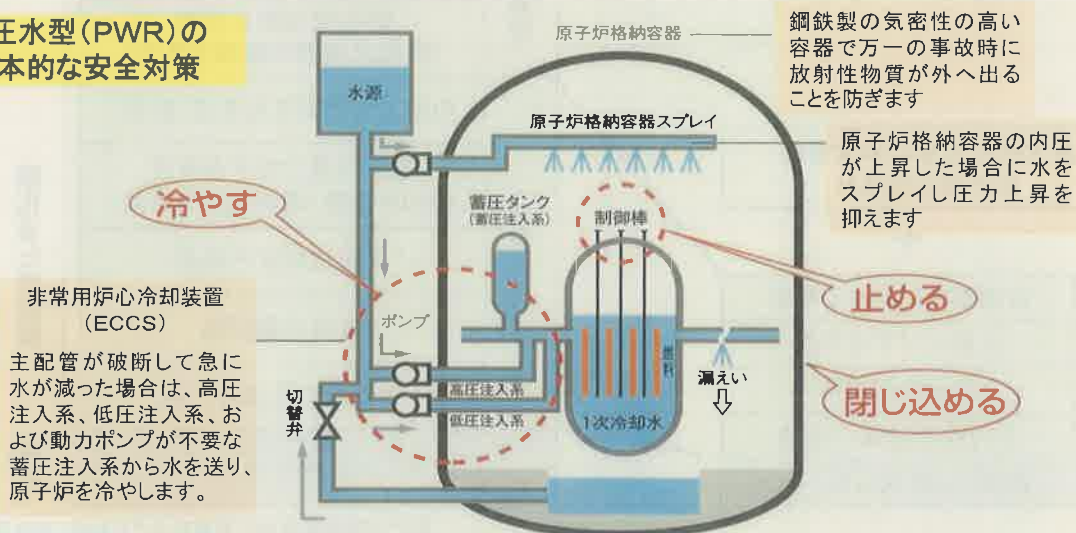 圧水型(PWR)の
本的な安全対策
原子炉格納容器
鋼鉄製の気密性の高い
容器で万一の事故時に
放射性物質が外へ出る
ことを防ぎます
水源
原子炉格納容器スプレイ
原子炉格納容器の内圧
が上昇した場合に水を
スプレイし圧力上昇を
抑えます
冷やす
蓄圧タンク
(蓄圧注入系)
制御棒
止める
非常用炉心冷却装置
(ECCS)
ポンプ
主配管が破断して急に
水が減った場合は、高圧
注入系、低圧注入系、お
よび動力ポンプが不要な
蓄圧注入系から水を送り、
原子炉を冷やします。
切替弁
高圧注入系
低圧注入系
燃料
1次冷却水
漏えい
閉じ込める